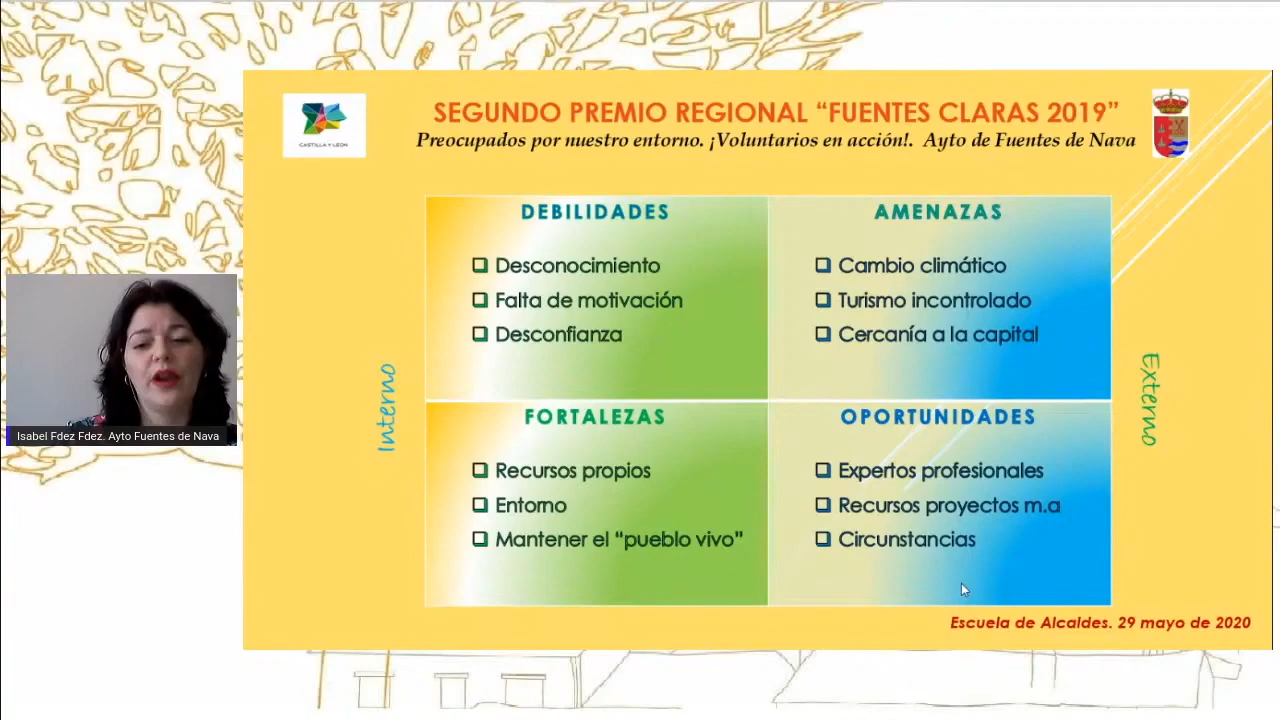 CASTILLA Y LEÓN
SEGUNDO PREMIO REGIONAL “FUENTES CLARAS 2019”
Preocupados por nuestro entorno. ¡Voluntarios en acción!. Ayto de Fuentes de Nava
DEBILIDADES
Desconocimiento
Falta de motivación
Desconfianza
AMENAZAS
Cambio climático
Turismo incontrolado
Cercanía a la capital
Interno
Externo
FORTALEZAS
Recursos propios
Entorno
Mantener el “pueblo vivo”
OPORTUNIDADES
Expertos profesionales
Recursos proyectos m.a
Circunstancias
Isabel Fdez Fdez. Ayto Fuentes de Nava
Escuela de Alcaldes. 29 mayo de 2020